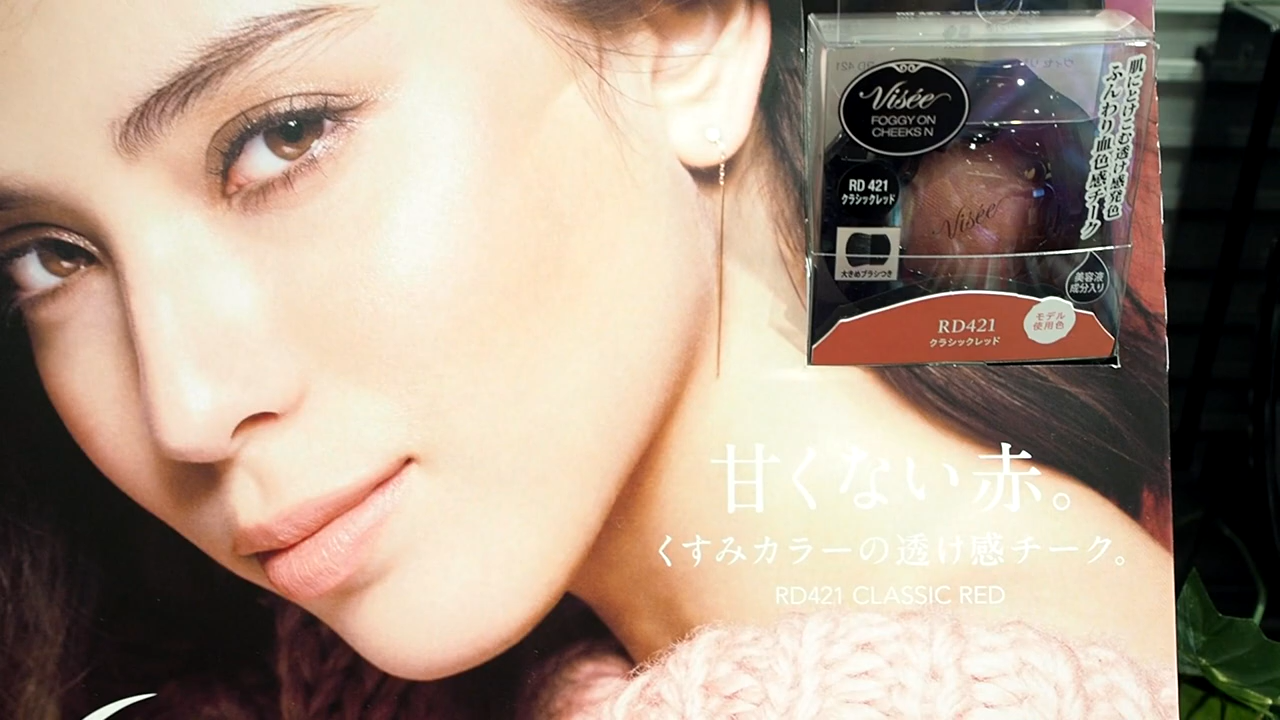 Visée
FOGGY ON
CHEEKS N
RD 421
クラシックレッド
大きめブラシつき
Visée
肌にとけこむ透け感発色
ふんわり血色感チーク
美容液
成分入り
RD421
クラシックレッド
モデル
使用色
甘くない赤。
くすみカラーの透け感チーク。
RD421 CLASSIC RED